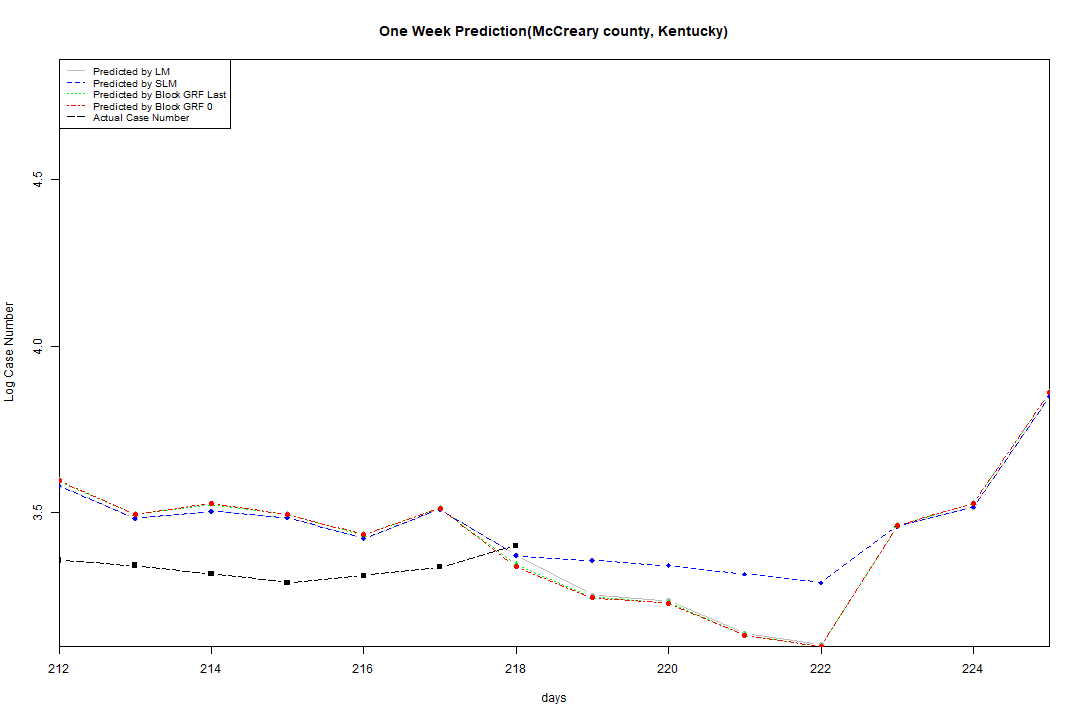 One Week Prediction(McCreary county, Kentucky)
Predicted by LM
Predicted by SLM
Predicted by Block GRF Last
Predicted by Block GRF 0
Actual Case Number
4.5
4.0
3.5
Log Case Number
212
214
216
218
220
222
224
days